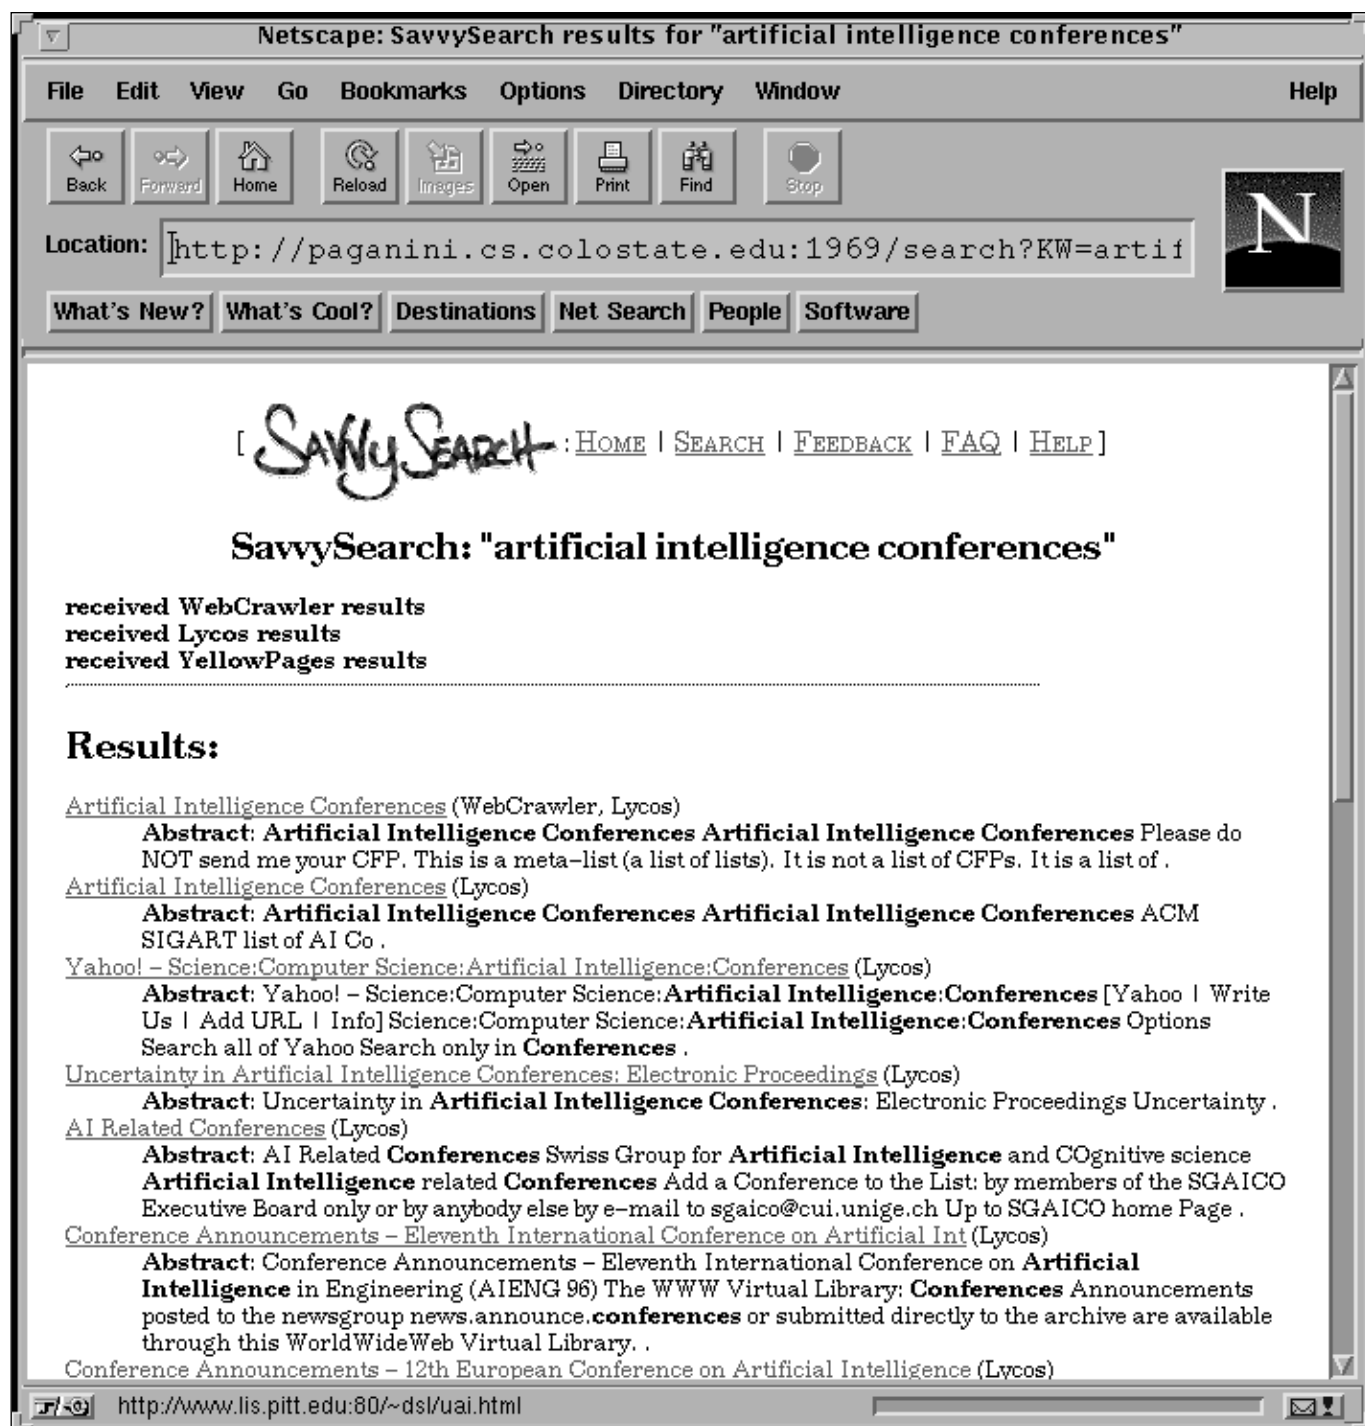 Netscape: SavvySearch results for "artificial intelligence conferences"
File Edit View Go Bookmarks Options Directory Window Help
Back Forward Home Reload Images Open Print Find Stop
N
Location: http://paganini.cs.colostate.edu:1969/search?KW=artif
What's New? What's Cool? Destinations Net Search People Software
[ SAVVY SEARCH : HOME | SEARCH | FEEDBACK | FAQ | HELP ]
SavvySearch: "artificial intelligence conferences"
received WebCrawler results
received Lycos results
received YellowPages results
Results:
Artificial Intelligence Conferences (WebCrawler, Lycos)
Abstract: Artificial Intelligence Conferences Artificial Intelligence Conferences Please do
NOT send me your CFP. This is a meta-list (a list of lists). It is not a list of CFPs. It is a list of .
Artificial Intelligence Conferences (Lycos)
Abstract: Artificial Intelligence Conferences Artificial Intelligence Conferences ACM
SIGART list of AI Co .
Yahoo! - Science:Computer Science:Artificial Intelligence:Conferences (Lycos)
Abstract: Yahoo! - Science:Computer Science:Artificial Intelligence:Conferences [Yahoo | Write
Us | Add URL | Info] Science:Computer Science:Artificial Intelligence:Conferences Options
Search all of Yahoo Search only in Conferences .
Uncertainty in Artificial Intelligence Conferences: Electronic Proceedings (Lycos)
Abstract: Uncertainty in Artificial Intelligence Conferences: Electronic Proceedings Uncertainty .
AI Related Conferences (Lycos)
Abstract: AI Related Conferences Swiss Group for Artificial Intelligence and COgnitive science
Artificial Intelligence related Conferences Add a Conference to the List: by members of the SGAICO
Executive Board only or by anybody else by e-mail to sgaico@cui.unige.ch Up to SGAICO home Page .
Conference Announcements - Eleventh International Conference on Artificial Int (Lycos)
Abstract: Conference Announcements - Eleventh International Conference on Artificial
Intelligence in Engineering (AIENG 96) The WWW Virtual Library: Conferences Announcements
posted to the newsgroup news.announce.conferences or submitted directly to the archive are available
through this WorldWideWeb Virtual Library. .
Conference Announcements - 12th European Conference on Artificial Intelligence (Lycos)
http://www.lis.pitt.edu:80/~dsl/uai.html